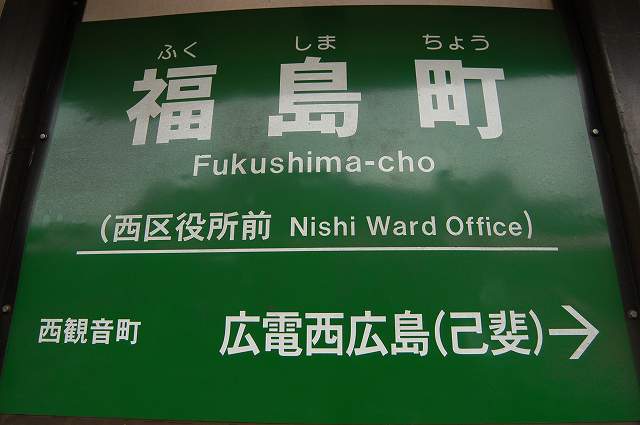 ふく しま ちょう
福島町
Fukushima-cho
(西区役所前 Nishi Ward Office)
西観音町 広電西広島(己斐)→